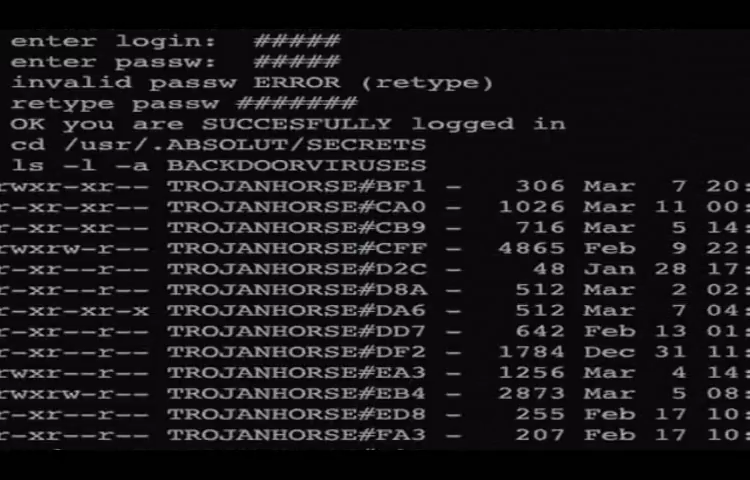 enter login: #####
enter passw: #####
invalid passw ERROR (retype)
retype passw #######
OK you are SUCCESFULLY logged in
cd /usr/.ABSOLUT/SECRETS
ls -l -a BACKDOORVIRUSES
rwxr-xr-- TROJANHORSE#BF1 - 306 Mar 7 20:
r-xr-xr-- TROJANHORSE#CA0 - 1026 Mar 11 00:
r-xr-xr-- TROJANHORSE#CB9 - 716 Mar 5 14:
rwxrw-r-- TROJANHORSE#CFF - 4865 Feb 9 22:
r-xr--r-- TROJANHORSE#D2C - 48 Jan 28 17:
r-xr--r-- TROJANHORSE#D8A - 512 Mar 2 02:
r-xr-xr-x TROJANHORSE#DA6 - 512 Mar 7 04:
r-xr--r-- TROJANHORSE#DD7 - 642 Feb 13 01:
r-xr--r-- TROJANHORSE#DF2 - 1784 Dec 31 11:
r-xr--r-- TROJANHORSE#EA3 - 1256 Mar 4 14:
rwxrw-r-- TROJANHORSE#EB4 - 2873 Mar 5 08:
r-xr--r-- TROJANHORSE#ED8 - 255 Feb 17 10:
r-xr--r-- TROJANHORSE#FA3 - 207 Feb 17 10: